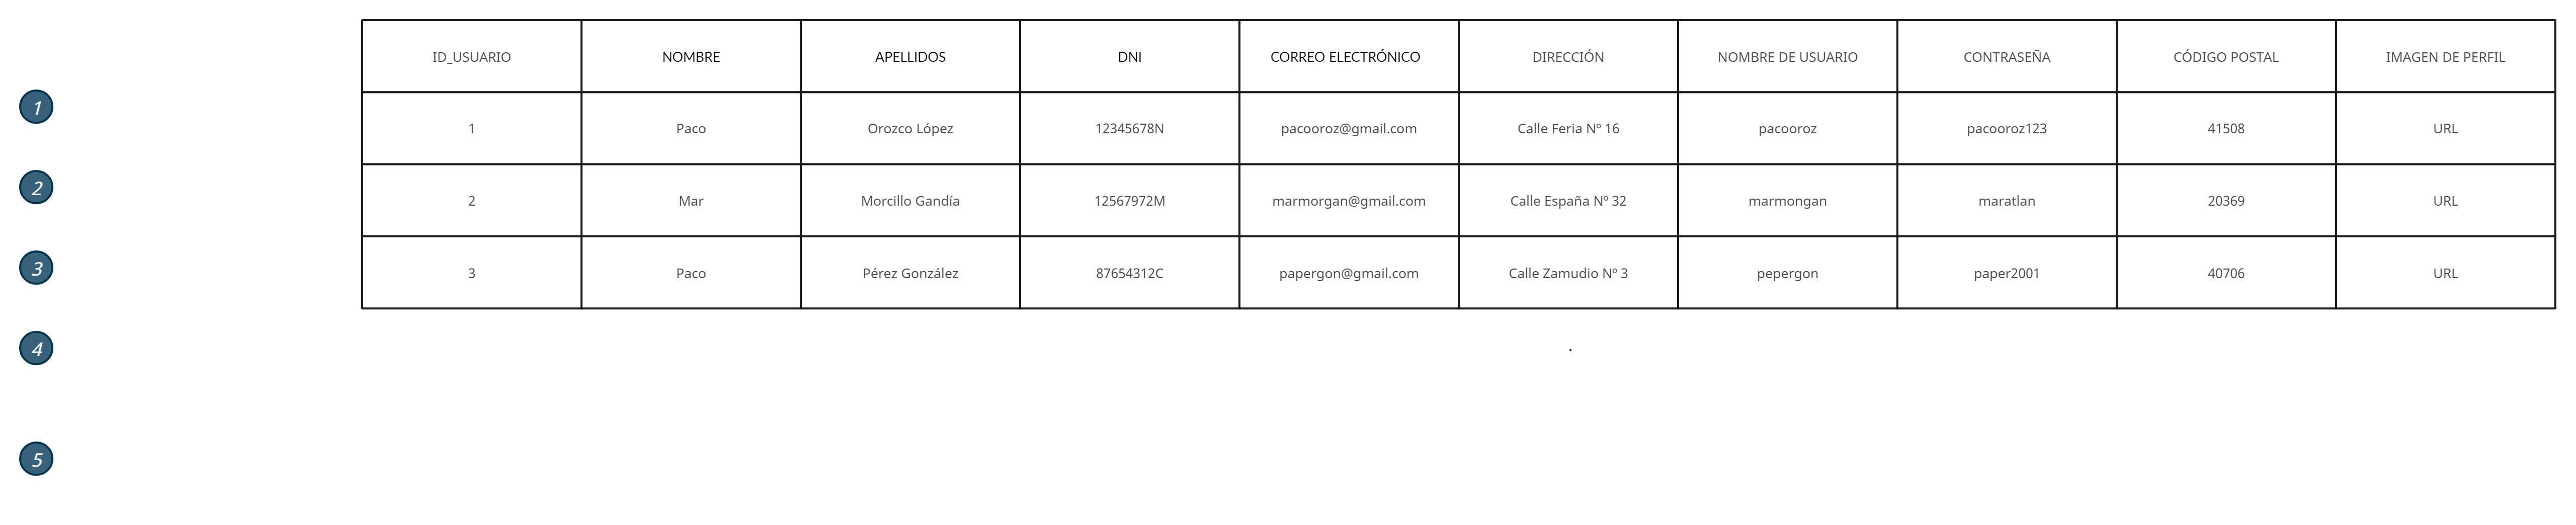 ID_USUARIO NOMBRE APELLIDOS DNI CORREO ELECTRÓNICO DIRECCIÓN NOMBRE DE USUARIO CONTRASEÑA CÓDIGO POSTAL IMAGEN DE PERFIL
1
1 Paco Orozco López 12345678N pacooroz@gmail.com Calle Feria Nº 16 pacooroz pacooroz123 41508 URL
2
2 Mar Morcillo Gandía 12567972M marmorgan@gmail.com Calle España Nº 32 marmongan maratlan 20369 URL
3
3 Paco Pérez González 87654312C papergon@gmail.com Calle Zamudio Nº 3 pepergon paper2001 40706 URL
4
.
5